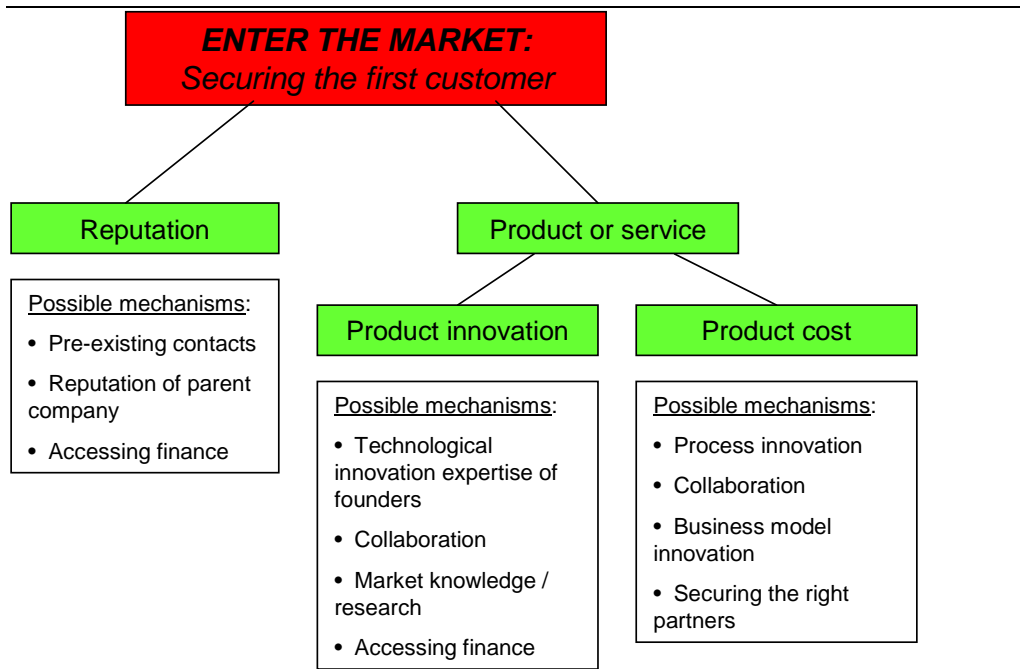 ENTER THE MARKET:
Securing the first customer
Reputation
Product or service
Possible mechanisms:
• Pre-existing contacts
• Reputation of parent
company
• Accessing finance
Product innovation
Product cost
Possible mechanisms:
• Technological
innovation expertise of
founders
• Collaboration
• Market knowledge /
research
• Accessing finance
Possible mechanisms:
• Process innovation
• Collaboration
• Business model
innovation
• Securing the right
partners